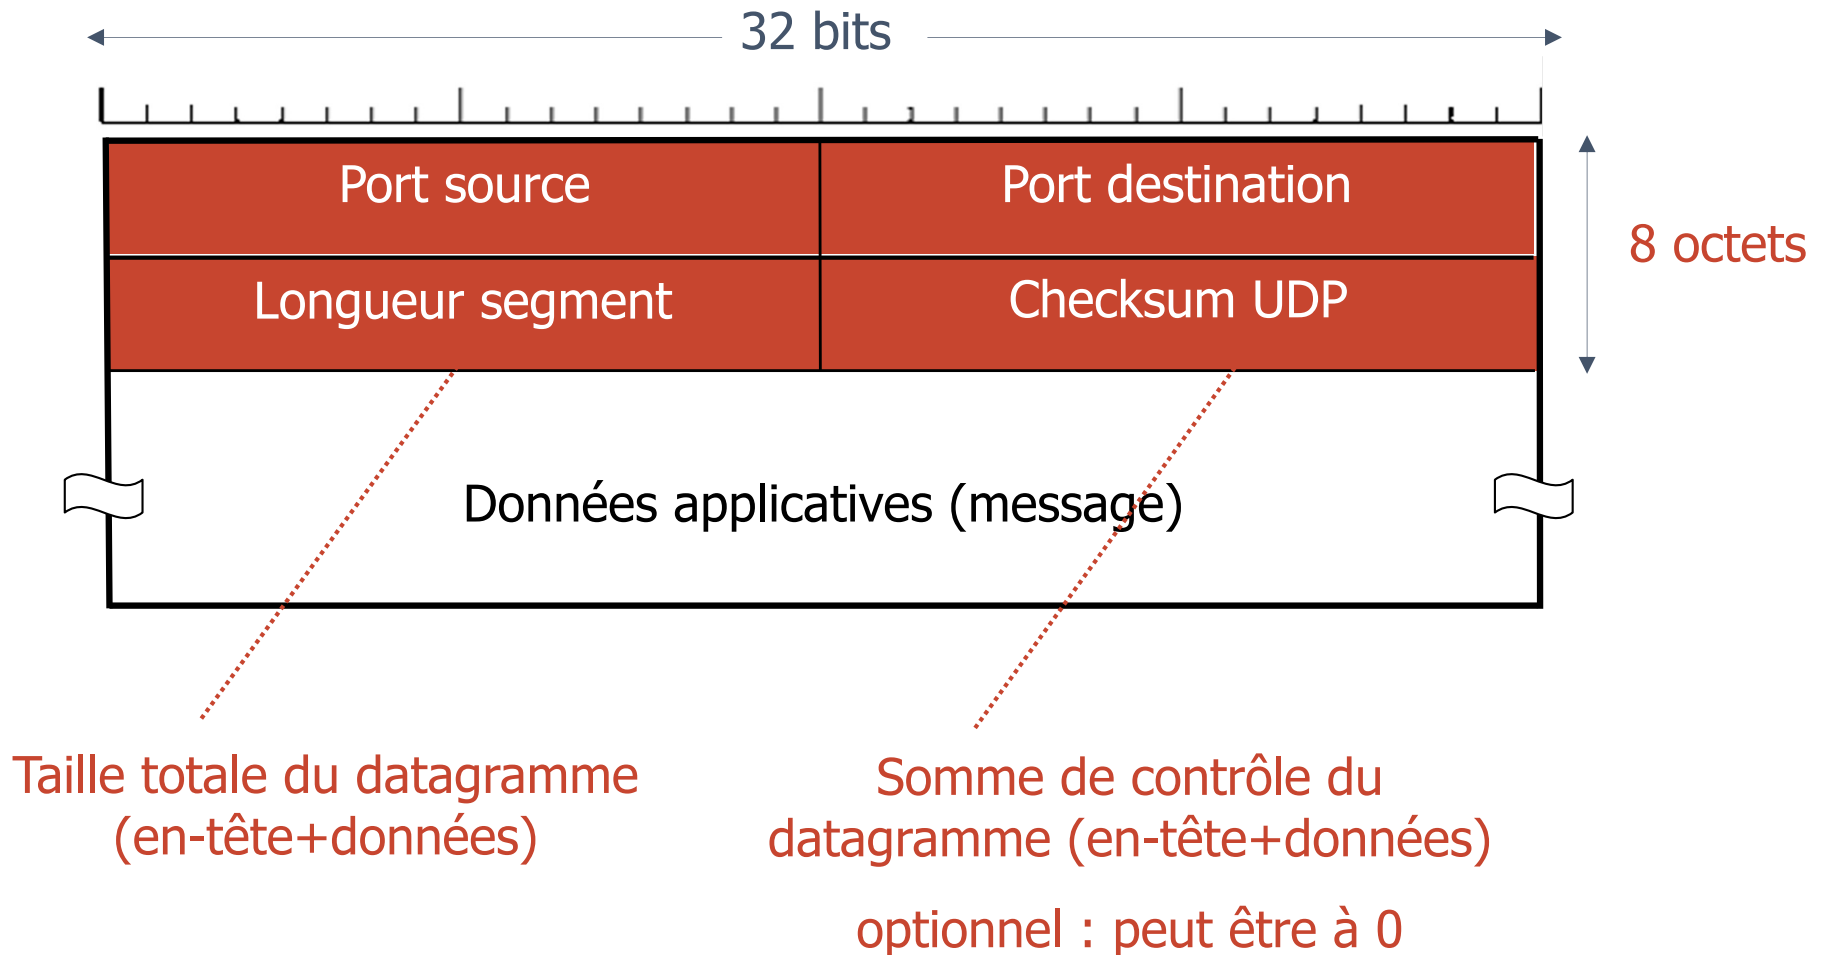 32 bits
Port source
Port destination
8 octets
Longueur segment
Checksum UDP
Données applicatives (message)
Taille totale du datagramme
(en-tête+données)
Somme de contrôle du
datagramme (en-tête+données)
optionnel : peut être à 0